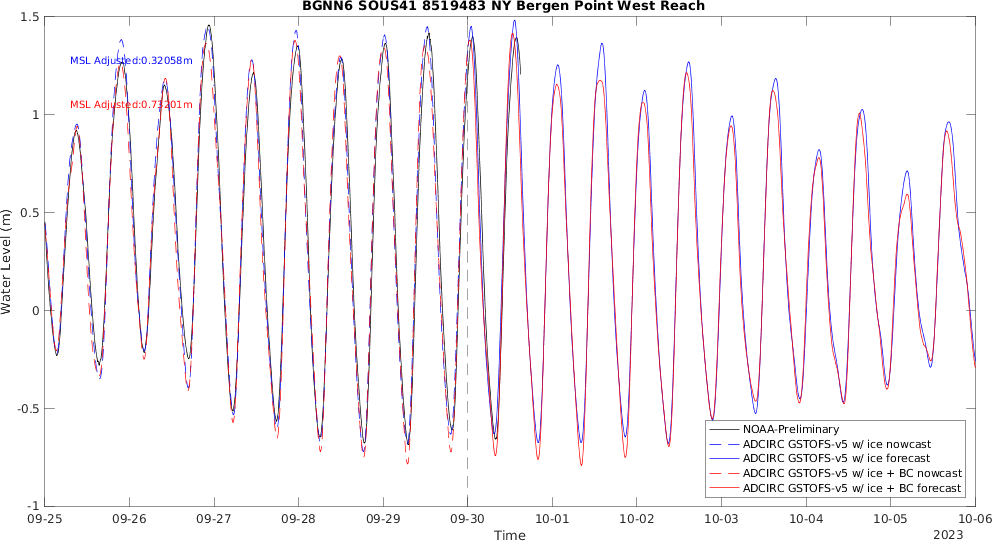 BGNN6 SOUS41 8519483 NY Bergen Point West Reach
1.5
MSL Adjusted:0.32058m
MSL Adjusted:0.73201m
1
0.5
Water Level (m)
0
-0.5
-1
NOAA-Preliminary
ADCIRC GSTOFS-v5 w/ ice nowcast
ADCIRC GSTOFS-v5 w/ ice forecast
ADCIRC GSTOFS-v5 w/ ice + BC nowcast
ADCIRC GSTOFS-v5 w/ ice + BC forecast
09-25 09-26 09-27 09-28 09-29 09-30 10-01 10-02 10-03 10-04 10-05 10-06
Time
2023